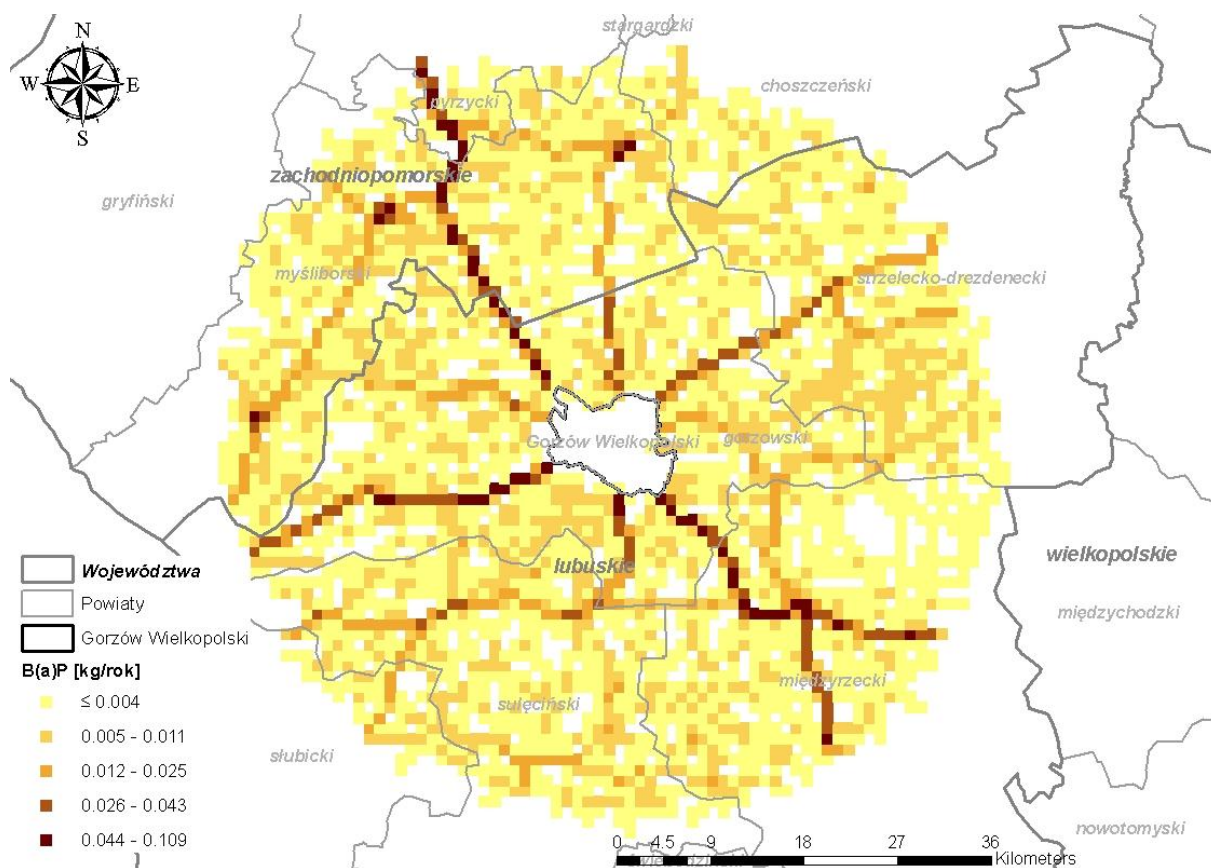 N
W E
S
stargardzki
choszczeński
pyrzycki
zachodniopomorskie
gryfiński
myśliborski
strzelecko-drezdenecki
Gorzów Wielkopolski
gorzowski
lubuskie
wielkopolskie
międzychodzki
międzyrzecki
sulęciński
słubicki
nowotomyski
Województwa
Powiaty
Gorzów Wielkopolski
B(a)P [kg/rok]
≤ 0.004
0.005 - 0.011
0.012 - 0.025
0.026 - 0.043
0.044 - 0.109
0 4.5 9 18 27 36
Kilometers